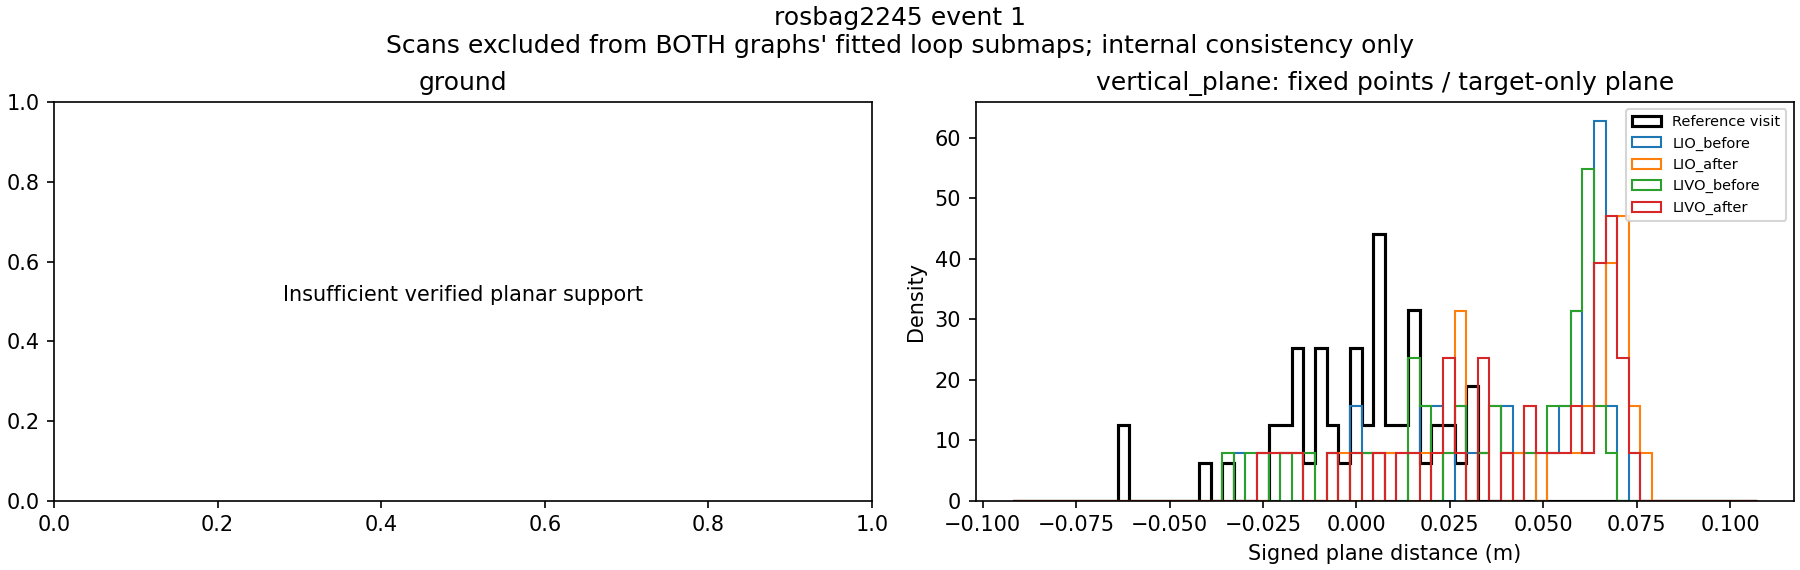 rosbag2245 event 1
Scans excluded from BOTH graphs' fitted loop submaps; internal consistency only
ground
1.0
0.8
0.6
0.4
0.2
0.0
Insufficient verified planar support
0.0 0.2 0.4 0.6 0.8 1.0
vertical_plane: fixed points / target-only plane
Density
60
50
40
30
20
10
0
Reference visit
LIO_before
LIO_after
LIVO_before
LIVO_after
−0.100 −0.075 −0.050 −0.025 0.000 0.025 0.050 0.075 0.100
Signed plane distance (m)